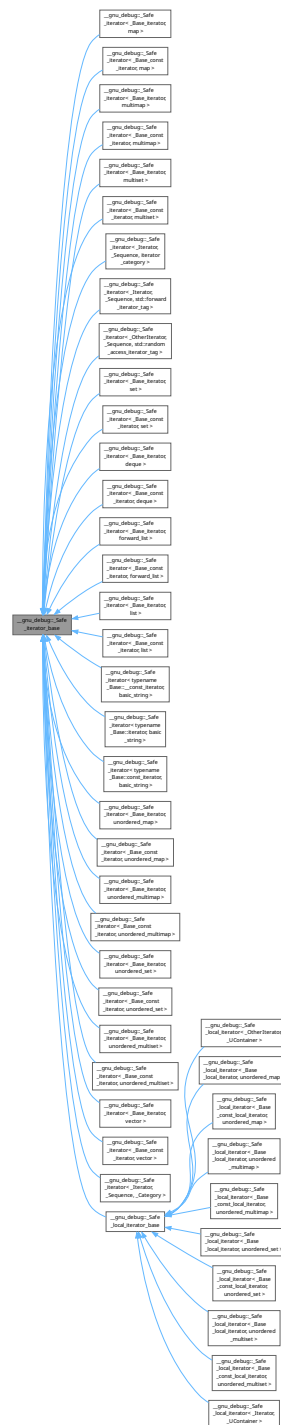 __gnu_debug::_Safe
_iterator< _Base_iterator,
map >
__gnu_debug::_Safe
_iterator< _Base_const
_iterator, map >
__gnu_debug::_Safe
_iterator< _Base_iterator,
multimap >
__gnu_debug::_Safe
_iterator< _Base_const
_iterator, multimap >
__gnu_debug::_Safe
_iterator< _Base_iterator,
multiset >
__gnu_debug::_Safe
_iterator< _Base_const
_iterator, multiset >
__gnu_debug::_Safe
_iterator< _Iterator,
_Sequence, iterator
_category >
__gnu_debug::_Safe
_iterator< _Iterator,
_Sequence, std::forward
_iterator_tag >
__gnu_debug::_Safe
_iterator< _OtherIterator,
_Sequence, std::random
_access_iterator_tag >
__gnu_debug::_Safe
_iterator< _Base_iterator,
set >
__gnu_debug::_Safe
_iterator< _Base_const
_iterator, set >
__gnu_debug::_Safe
_iterator< _Base_iterator,
deque >
__gnu_debug::_Safe
_iterator< _Base_const
_iterator, deque >
__gnu_debug::_Safe
_iterator< _Base_iterator,
forward_list >
__gnu_debug::_Safe
_iterator< _Base_const
_iterator, forward_list >
__gnu_debug::_Safe
_iterator< _Base_iterator,
list >
__gnu_debug::_Safe
_iterator_base
__gnu_debug::_Safe
_iterator< _Base_const
_iterator, list >
__gnu_debug::_Safe
_iterator< typename
_Base::__const_iterator,
basic_string >
__gnu_debug::_Safe
_iterator< typename
_Base::iterator, basic
_string >
__gnu_debug::_Safe
_iterator< typename
_Base::const_iterator,
basic_string >
__gnu_debug::_Safe
_iterator< _Base_iterator,
unordered_map >
__gnu_debug::_Safe
_iterator< _Base_const
_iterator, unordered_map >
__gnu_debug::_Safe
_iterator< _Base_iterator,
unordered_multimap >
__gnu_debug::_Safe
_iterator< _Base_const
_iterator, unordered_multimap >
__gnu_debug::_Safe
_iterator< _Base_iterator,
unordered_set >
__gnu_debug::_Safe
_iterator< _Base_const
_iterator, unordered_set >
__gnu_debug::_Safe
_iterator< _Base_iterator,
unordered_multiset >
__gnu_debug::_Safe
_iterator< _Base_const
_iterator, unordered_multiset >
__gnu_debug::_Safe
_iterator< _Base_iterator,
vector >
__gnu_debug::_Safe
_iterator< _Base_const
_iterator, vector >
__gnu_debug::_Safe
_iterator< _Iterator,
_Sequence, _Category >
__gnu_debug::_Safe
_local_iterator_base
__gnu_debug::_Safe
_local_iterator< _OtherIterator,
_UContainer >
__gnu_debug::_Safe
_local_iterator< _Base
_local_iterator, unordered_map
__gnu_debug::_Safe
_local_iterator< _Base
_const_local_iterator,
unordered_map >
__gnu_debug::_Safe
_local_iterator< _Base
_local_iterator, unordered
_multimap >
__gnu_debug::_Safe
_local_iterator< _Base
_const_local_iterator,
unordered_multimap >
__gnu_debug::_Safe
_local_iterator< _Base
_local_iterator, unordered_set >
__gnu_debug::_Safe
_local_iterator< _Base
_const_local_iterator,
unordered_set >
__gnu_debug::_Safe
_local_iterator< _Base
_local_iterator, unordered
_multiset >
__gnu_debug::_Safe
_local_iterator< _Base
_const_local_iterator,
unordered_multiset >
__gnu_debug::_Safe
_local_iterator< _Iterator,
_UContainer >